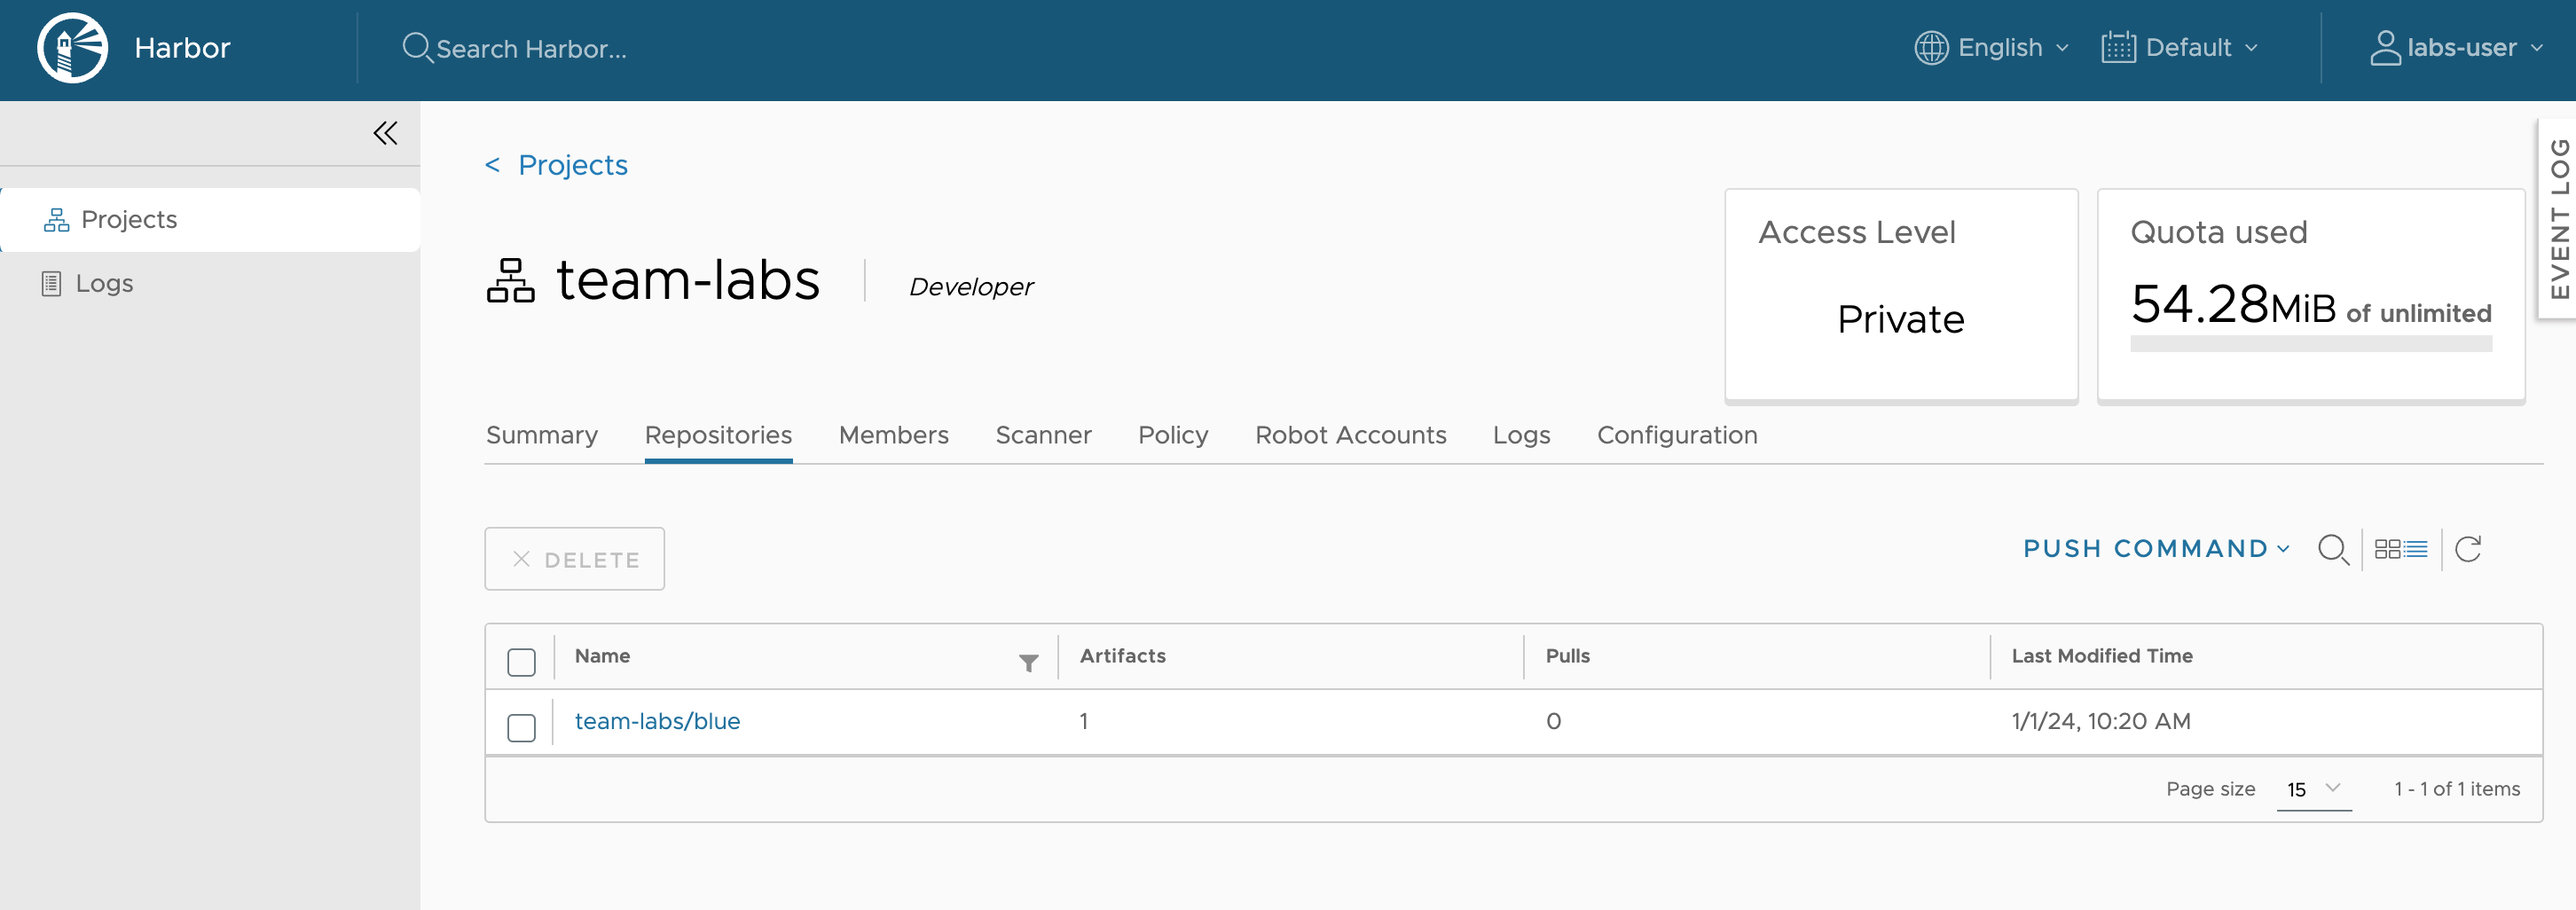 Harbor
Search Harbor...
English
Default
labs-user
Projects
Logs
< Projects
team-labs
Developer
Access Level
Private
Quota used
54.28MiB of unlimited
EVENT LOG
Summary Repositories Members Scanner Policy Robot Accounts Logs Configuration
DELETE
PUSH COMMAND
Name Artifacts Pulls Last Modified Time
team-labs/blue 1 0 1/1/24, 10:20 AM
Page size 15 1 - 1 of 1 items